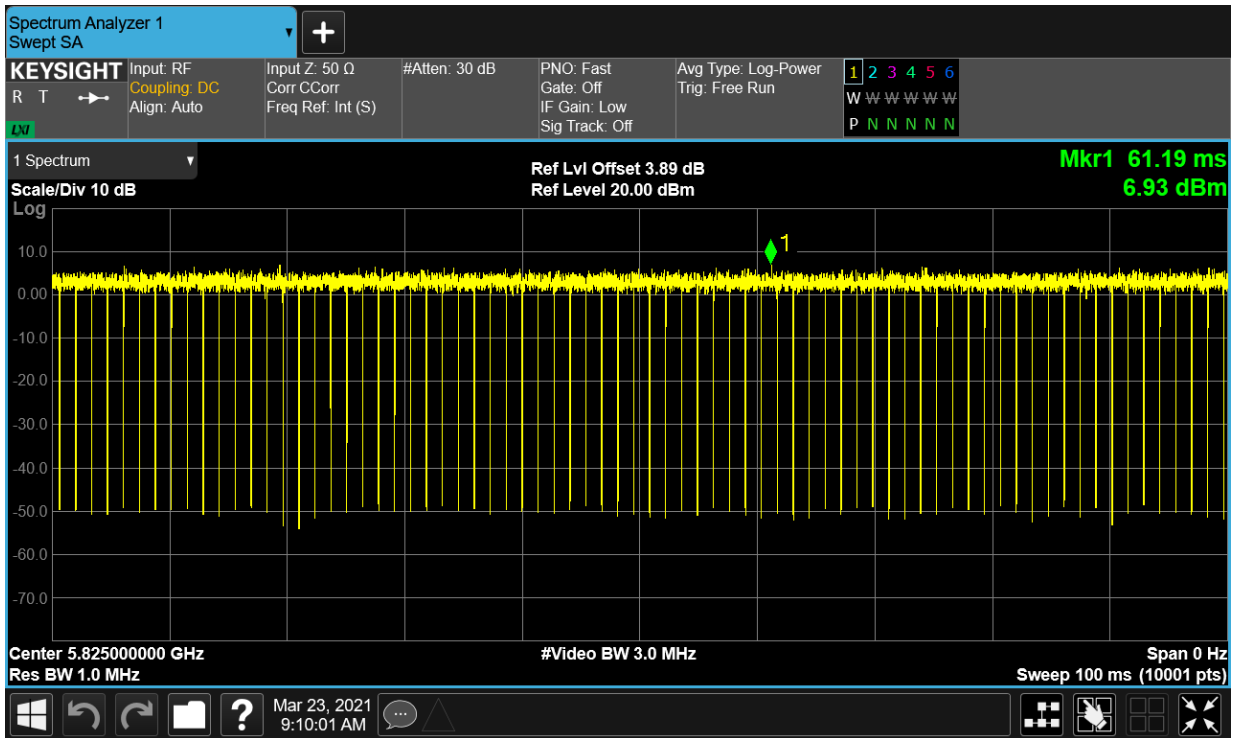 Spectrum Analyzer 1
Swept SA
KEYSIGHT
R T
LXI
Input: RF
Coupling: DC
Align: Auto
Input Z: 50 Ω
Corr CCorr
Freq Ref: Int (S)
#Atten: 30 dB
PNO: Fast
Gate: Off
IF Gain: Low
Sig Track: Off
Avg Type: Log-Power
Trig: Free Run
1 2 3 4 5 6
W W W W W W
P N N N N N
1 Spectrum
Scale/Div 10 dB
Log
Ref Lvl Offset 3.89 dB
Ref Level 20.00 dBm
Mkr1 61.19 ms
6.93 dBm
1
10.0
0.00
-10.0
-20.0
-30.0
-40.0
-50.0
-60.0
-70.0
Center 5.825000000 GHz
Res BW 1.0 MHz
#Video BW 3.0 MHz
Span 0 Hz
Sweep 100 ms (10001 pts)
?
Mar 23, 2021
9:10:01 AM